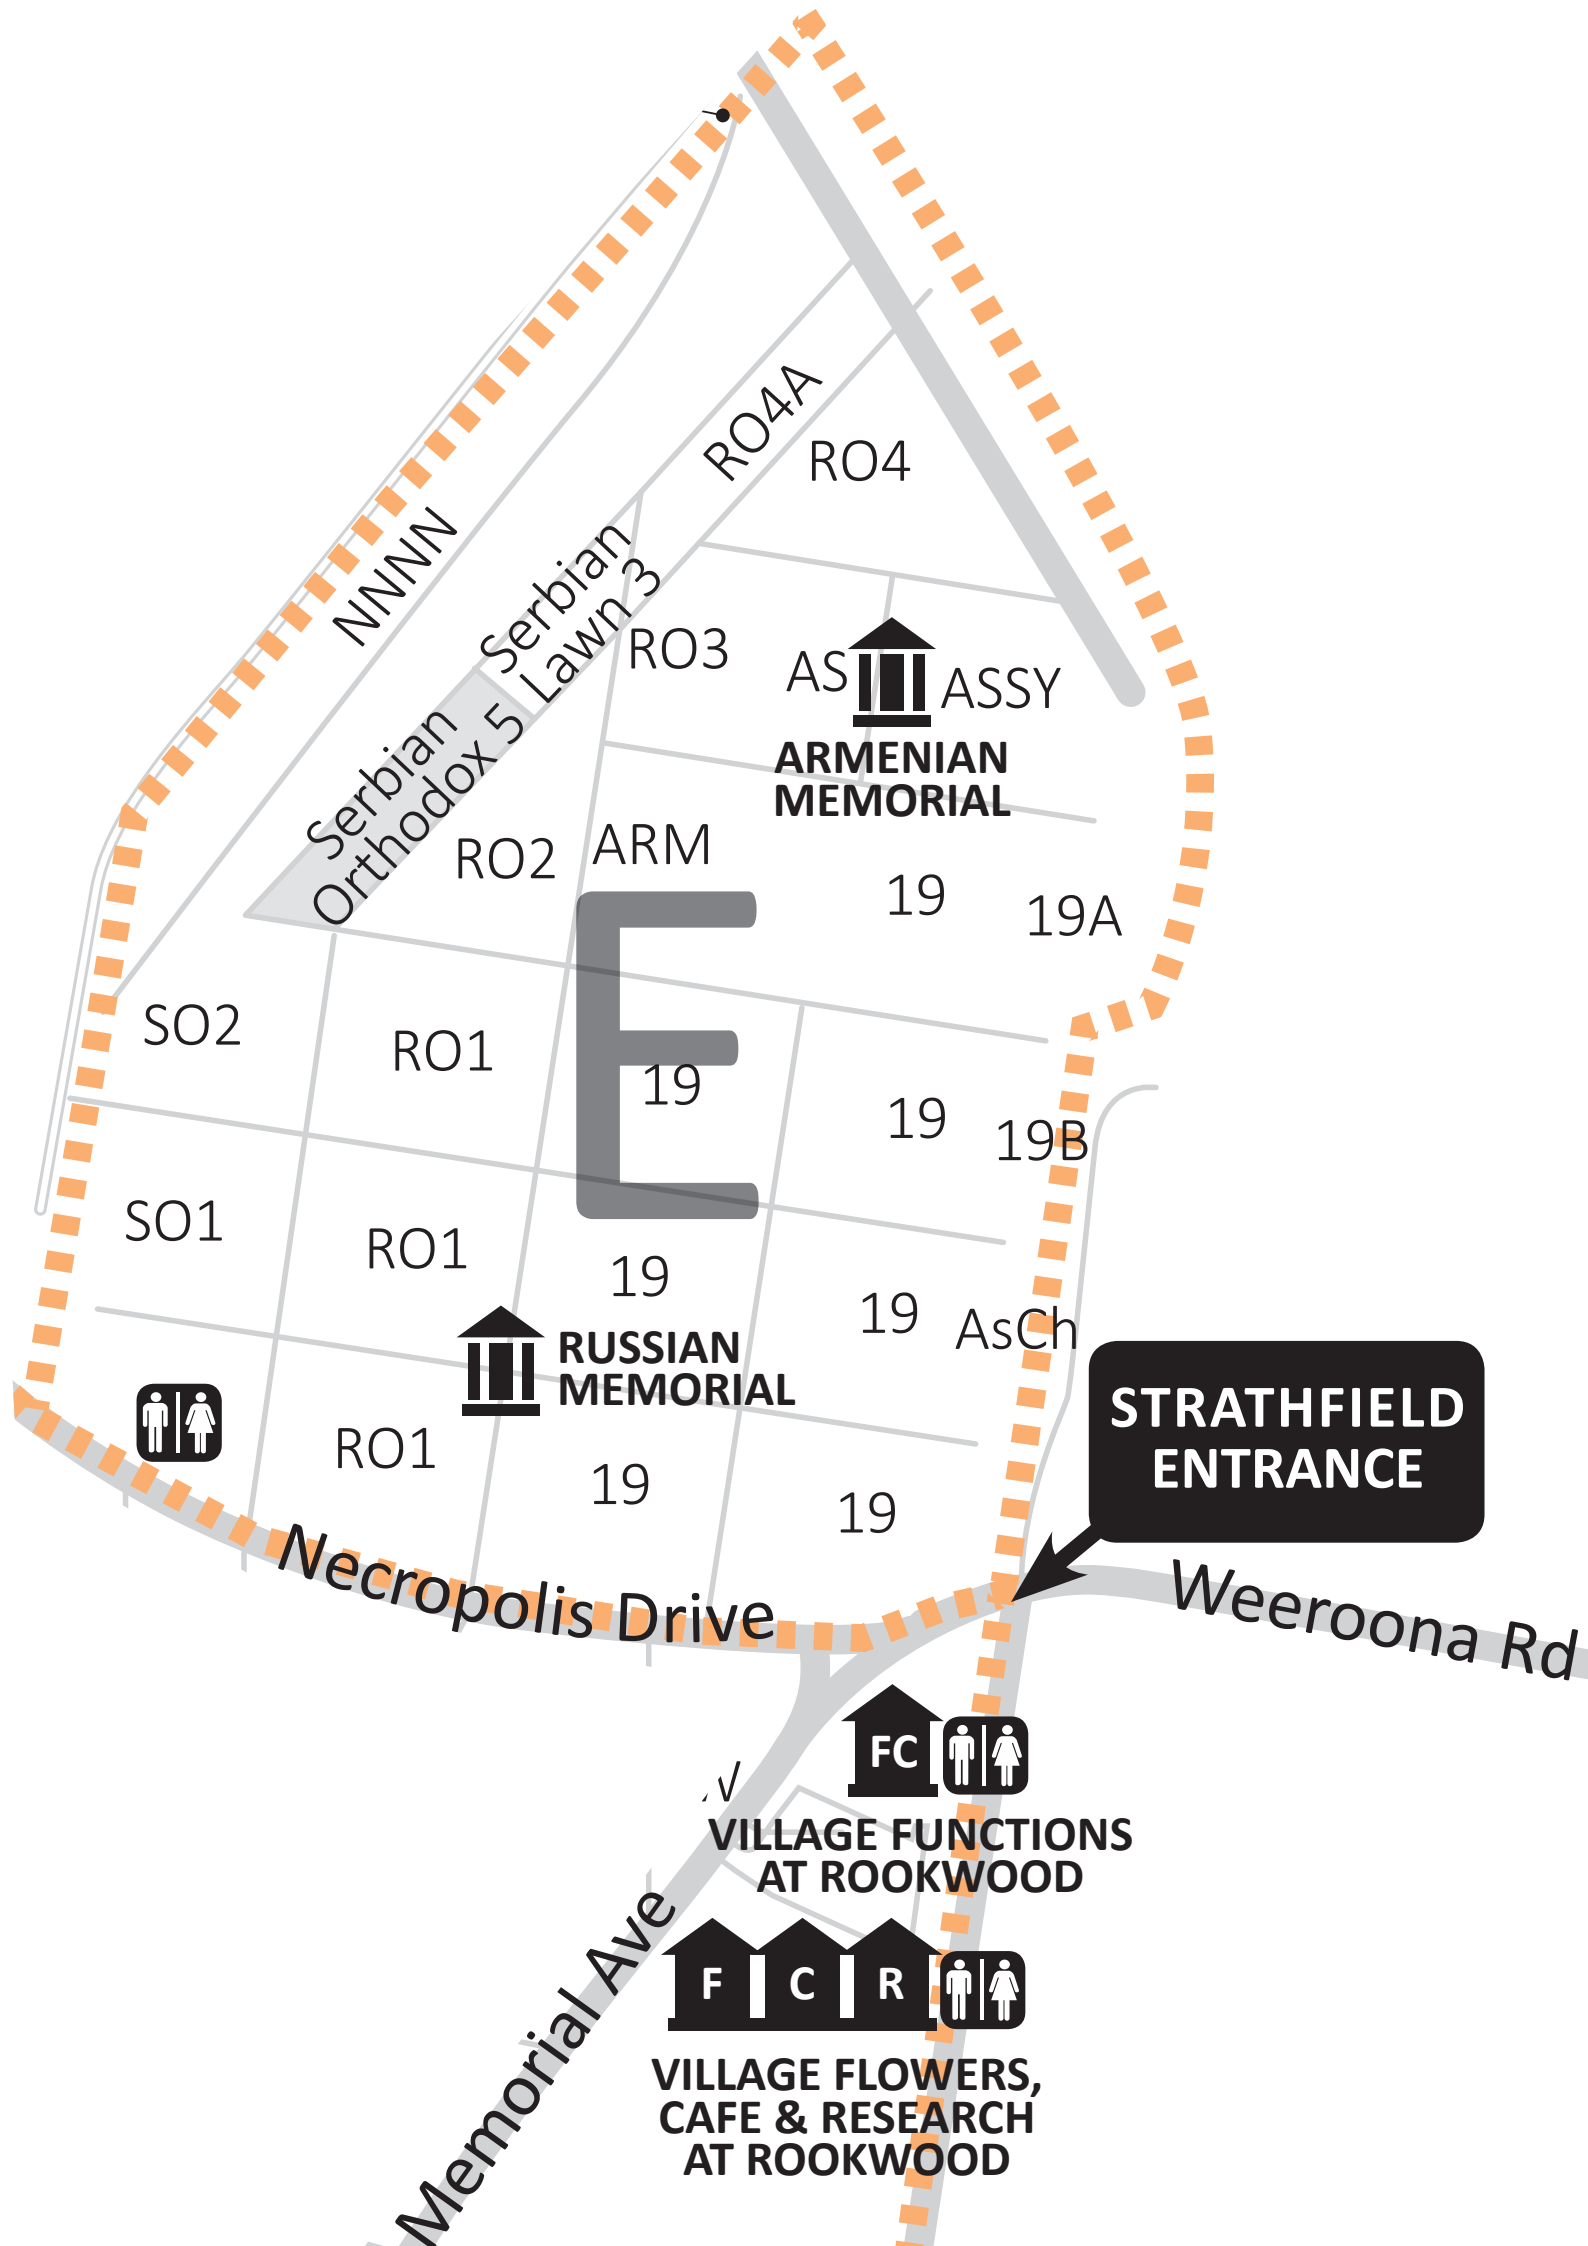 RO4A
RO4
NNNN
Serbian
Lawn 3
RO3
AS
ASSY
ARMENIAN
MEMORIAL
Serbian
Orthodox 5
RO2
ARM
19
19A
E
SO2
RO1
19
19
19B
SO1
RO1
19
19
AsCh
RUSSIAN
MEMORIAL
STRATHFIELD
ENTRANCE
RO1
19
19
Necropolis Drive
Weeroona Rd
FC
VILLAGE FUNCTIONS
AT ROOKWOOD
Memorial Ave
F C R
VILLAGE FLOWERS,
CAFE & RESEARCH
AT ROOKWOOD